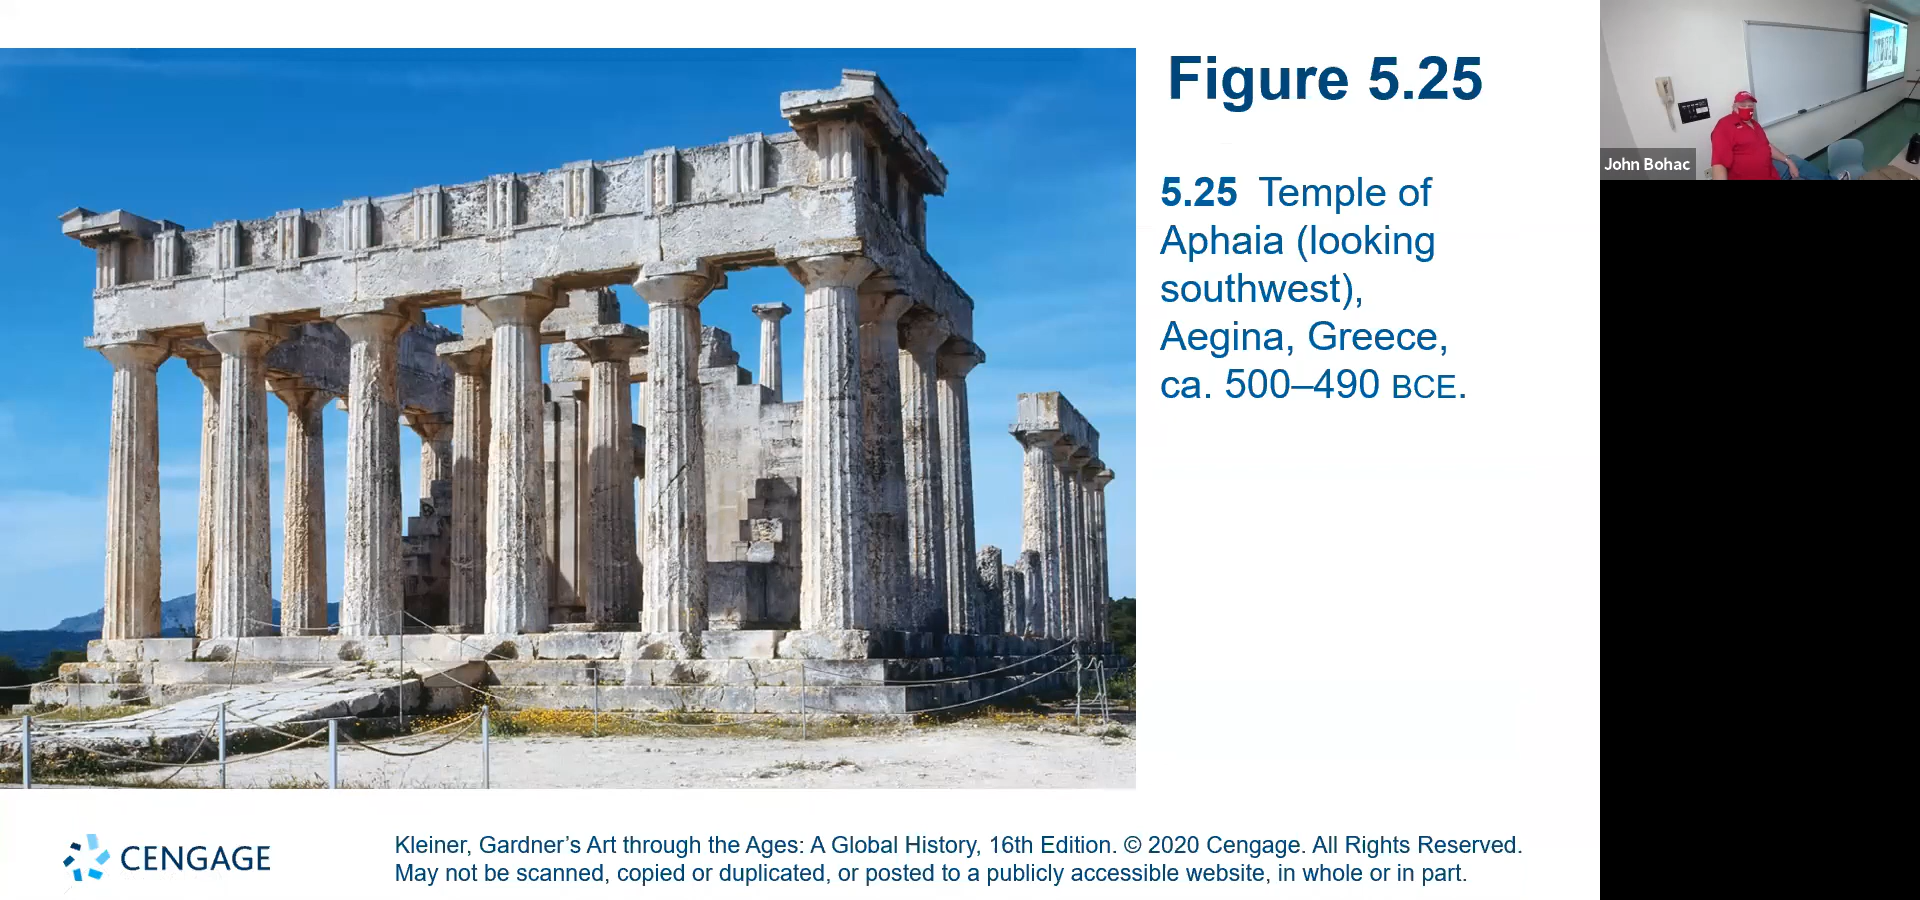 Figure 5.25
5.25 Temple of
Aphaia (looking
southwest),
Aegina, Greece,
ca. 500–490 BCE.
John Bohac
CENGAGE
Kleiner, Gardner’s Art through the Ages: A Global History, 16th Edition. © 2020 Cengage. All Rights Reserved.
May not be scanned, copied or duplicated, or posted to a publicly accessible website, in whole or in part.